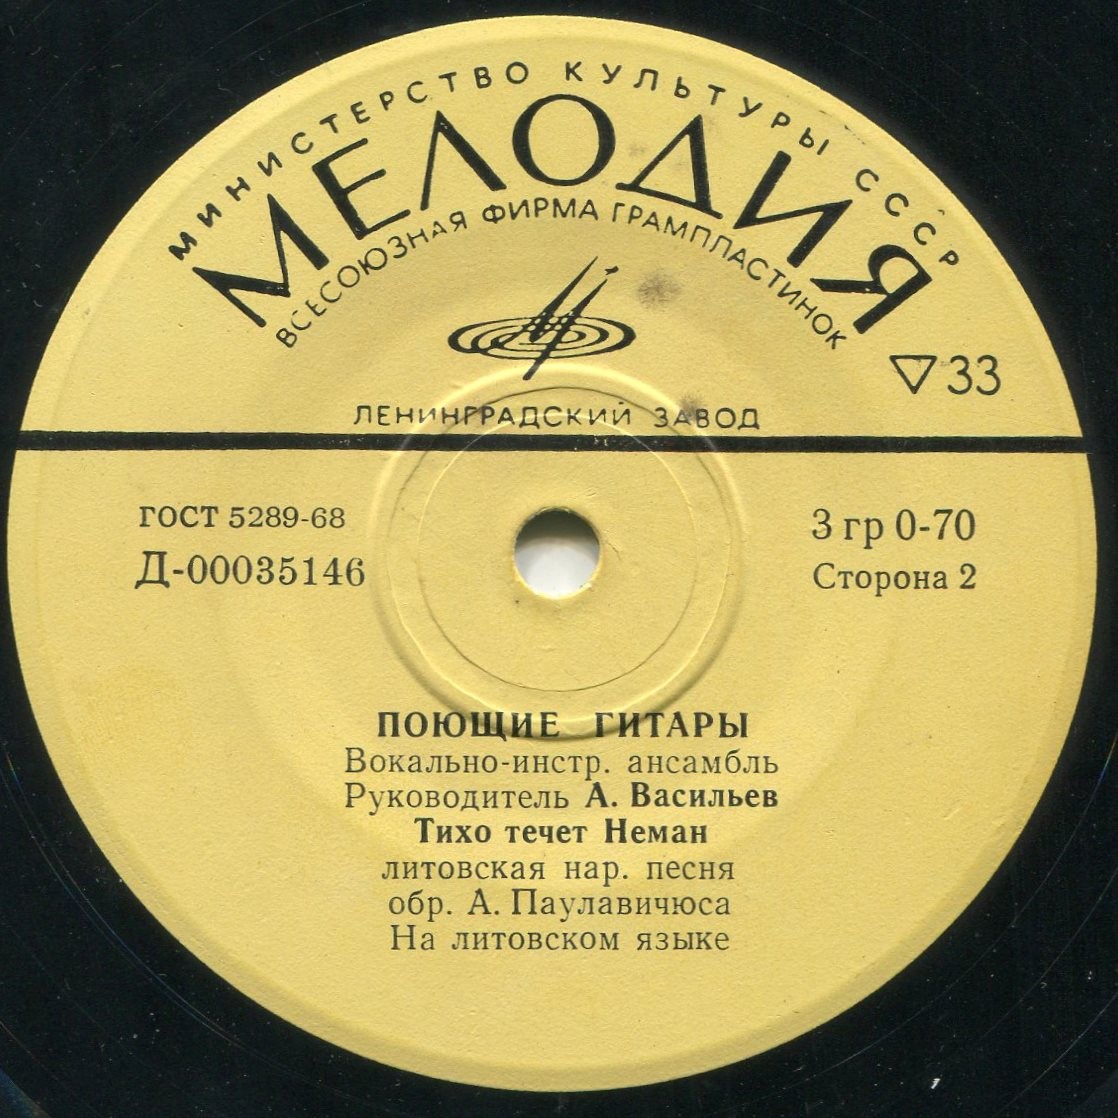 МИНИСТЕРСТВО КУЛЬТУРЫ СССР
МЕЛОДИЯ
ВСЕСОЮЗНАЯ ФИРМА ГРАМПЛАСТИНОК
▽33
ЛЕНИНГРАДСКИЙ ЗАВОД
ГОСТ 5289-68
Д-00035146
3 гр 0-70
Сторона 2
ПОЮЩИЕ ГИТАРЫ
Вокально-инстр. ансамбль
Руководитель А. Васильев
Тихо течет Неман
литовская нар. песня
обр. А. Паулавичюса
На литовском языке